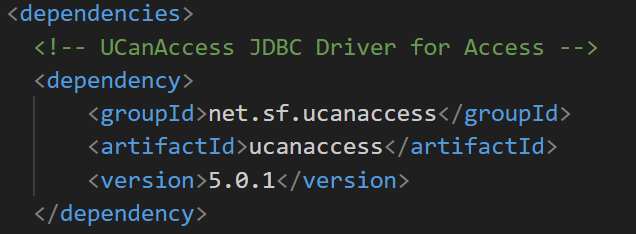 <dependencies>
<!-- UCanAccess JDBC Driver for Access -->
<dependency>
<groupId>net.sf.ucanaccess</groupId>
<artifactId>ucanaccess</artifactId>
<version>5.0.1</version>
</dependency>